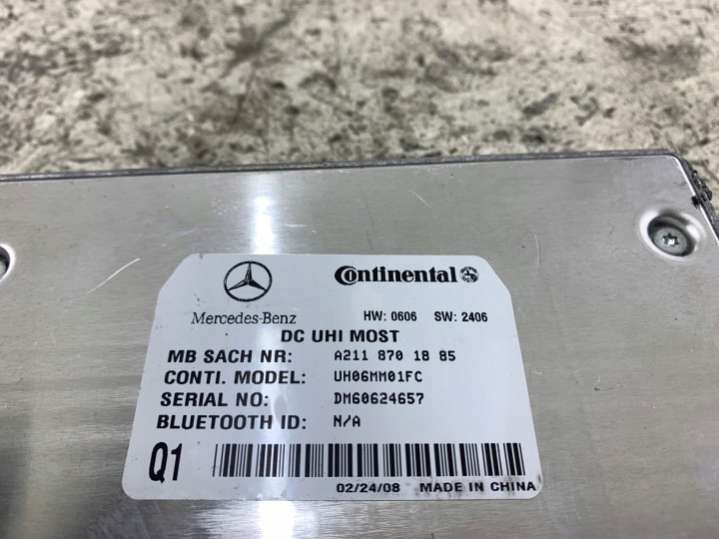 Continental
Mercedes-Benz
HW: 0606 SW: 2406
DC UHI MOST
MB SACH NR: A211 870 18 85
CONTI. MODEL: UH06MM01FC
SERIAL NO: DM60624657
BLUETOOTH ID: N/A
Q1
02/24/08 MADE IN CHINA